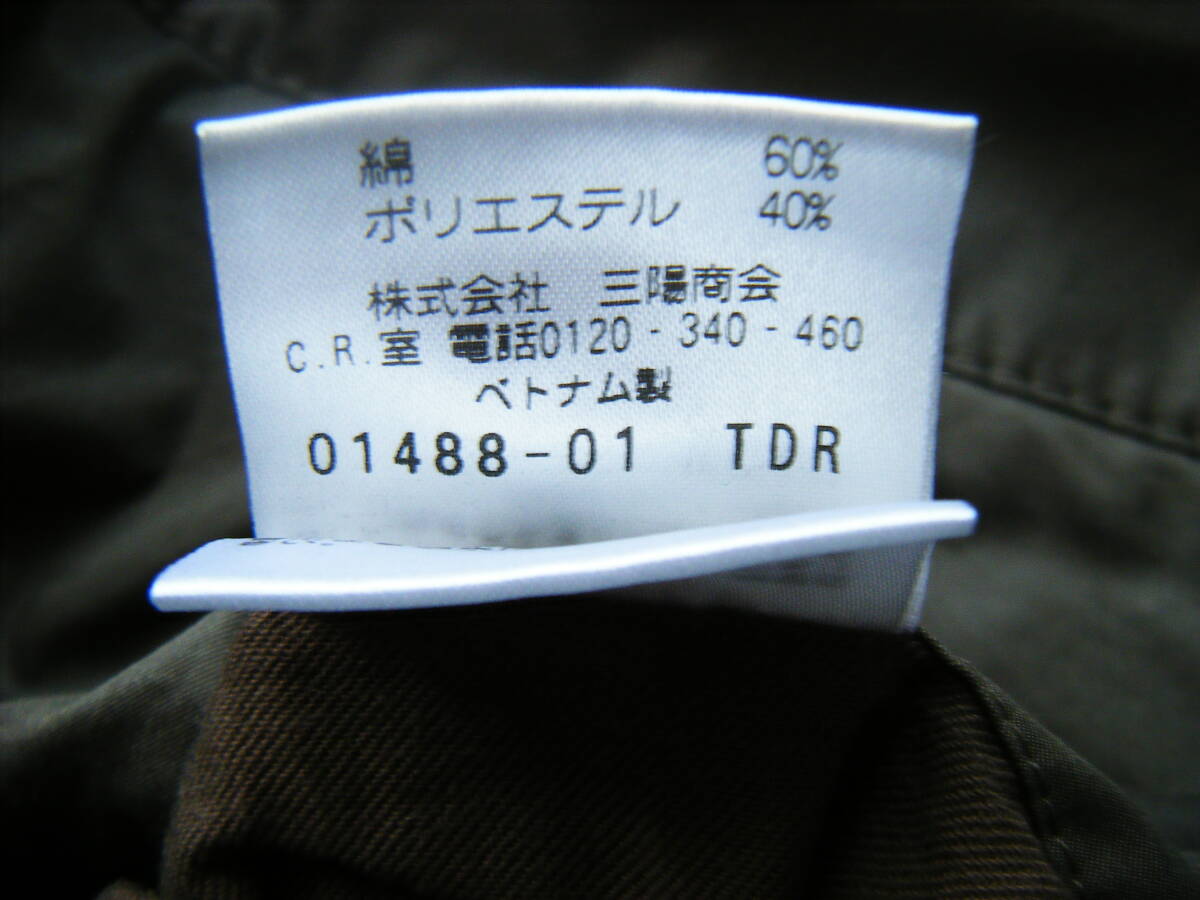 綿 60%
ポリエステル 40%
株式会社 三陽商会
C.R.室 電話0120-340-460
ベトナム製
01488-01 TDR